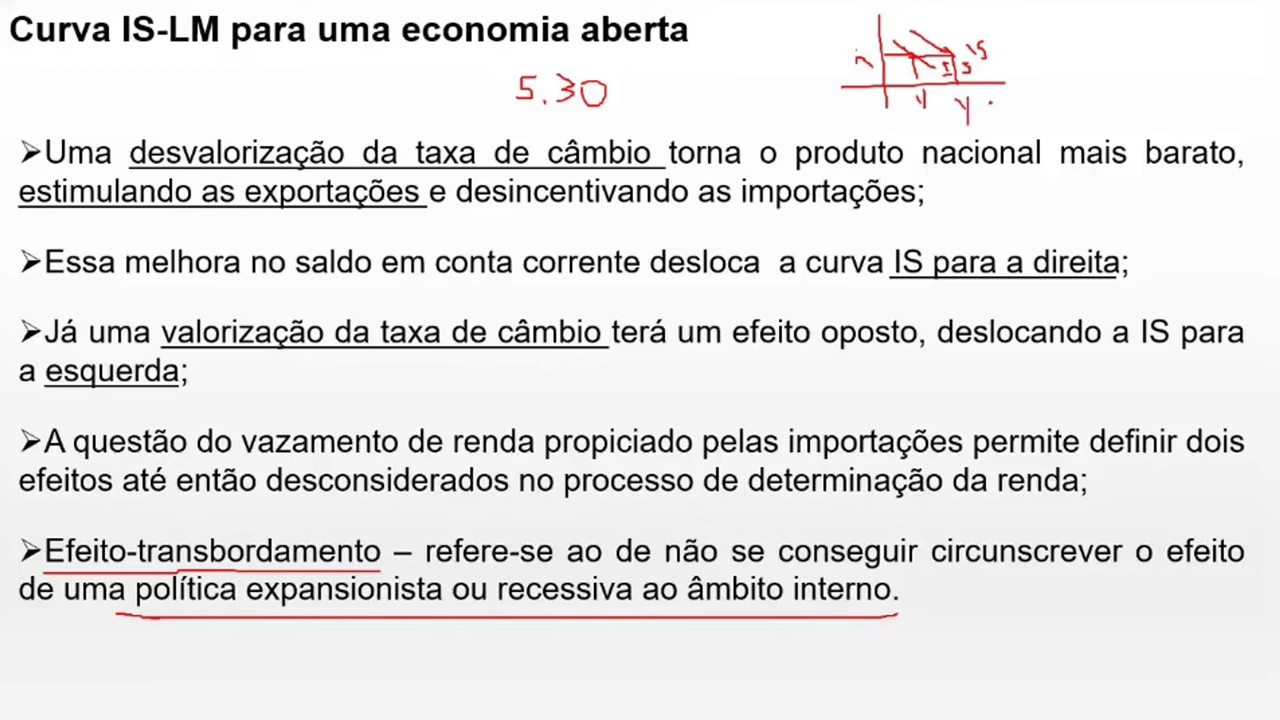 Curva IS-LM para uma economia aberta
5.30
IS
IS
Y
Y
➢Uma desvalorização da taxa de câmbio torna o produto nacional mais barato,
estimulando as exportações e desincentivando as importações;
➢Essa melhora no saldo em conta corrente desloca a curva IS para a direita;
➢Já uma valorização da taxa de câmbio terá um efeito oposto, deslocando a IS para
a esquerda;
➢A questão do vazamento de renda propiciado pelas importações permite definir dois
efeitos até então desconsiderados no processo de determinação da renda;
➢Efeito-transbordamento – refere-se ao de não se conseguir circunscrever o efeito
de uma política expansionista ou recessiva ao âmbito interno.